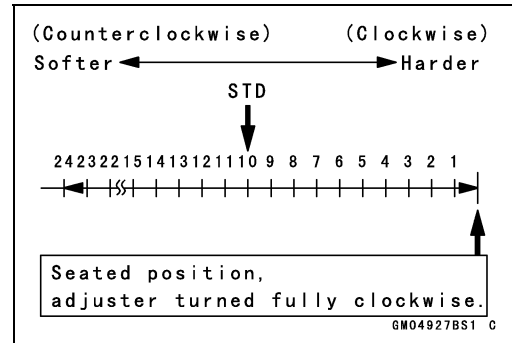 (Counterclockwise) (Clockwise)
Softer Harder
STD
24 23 22 15 14 13 12 11 10 9 8 7 6 5 4 3 2 1
Seated position,
adjuster turned fully clockwise.
GM04927BS1 C